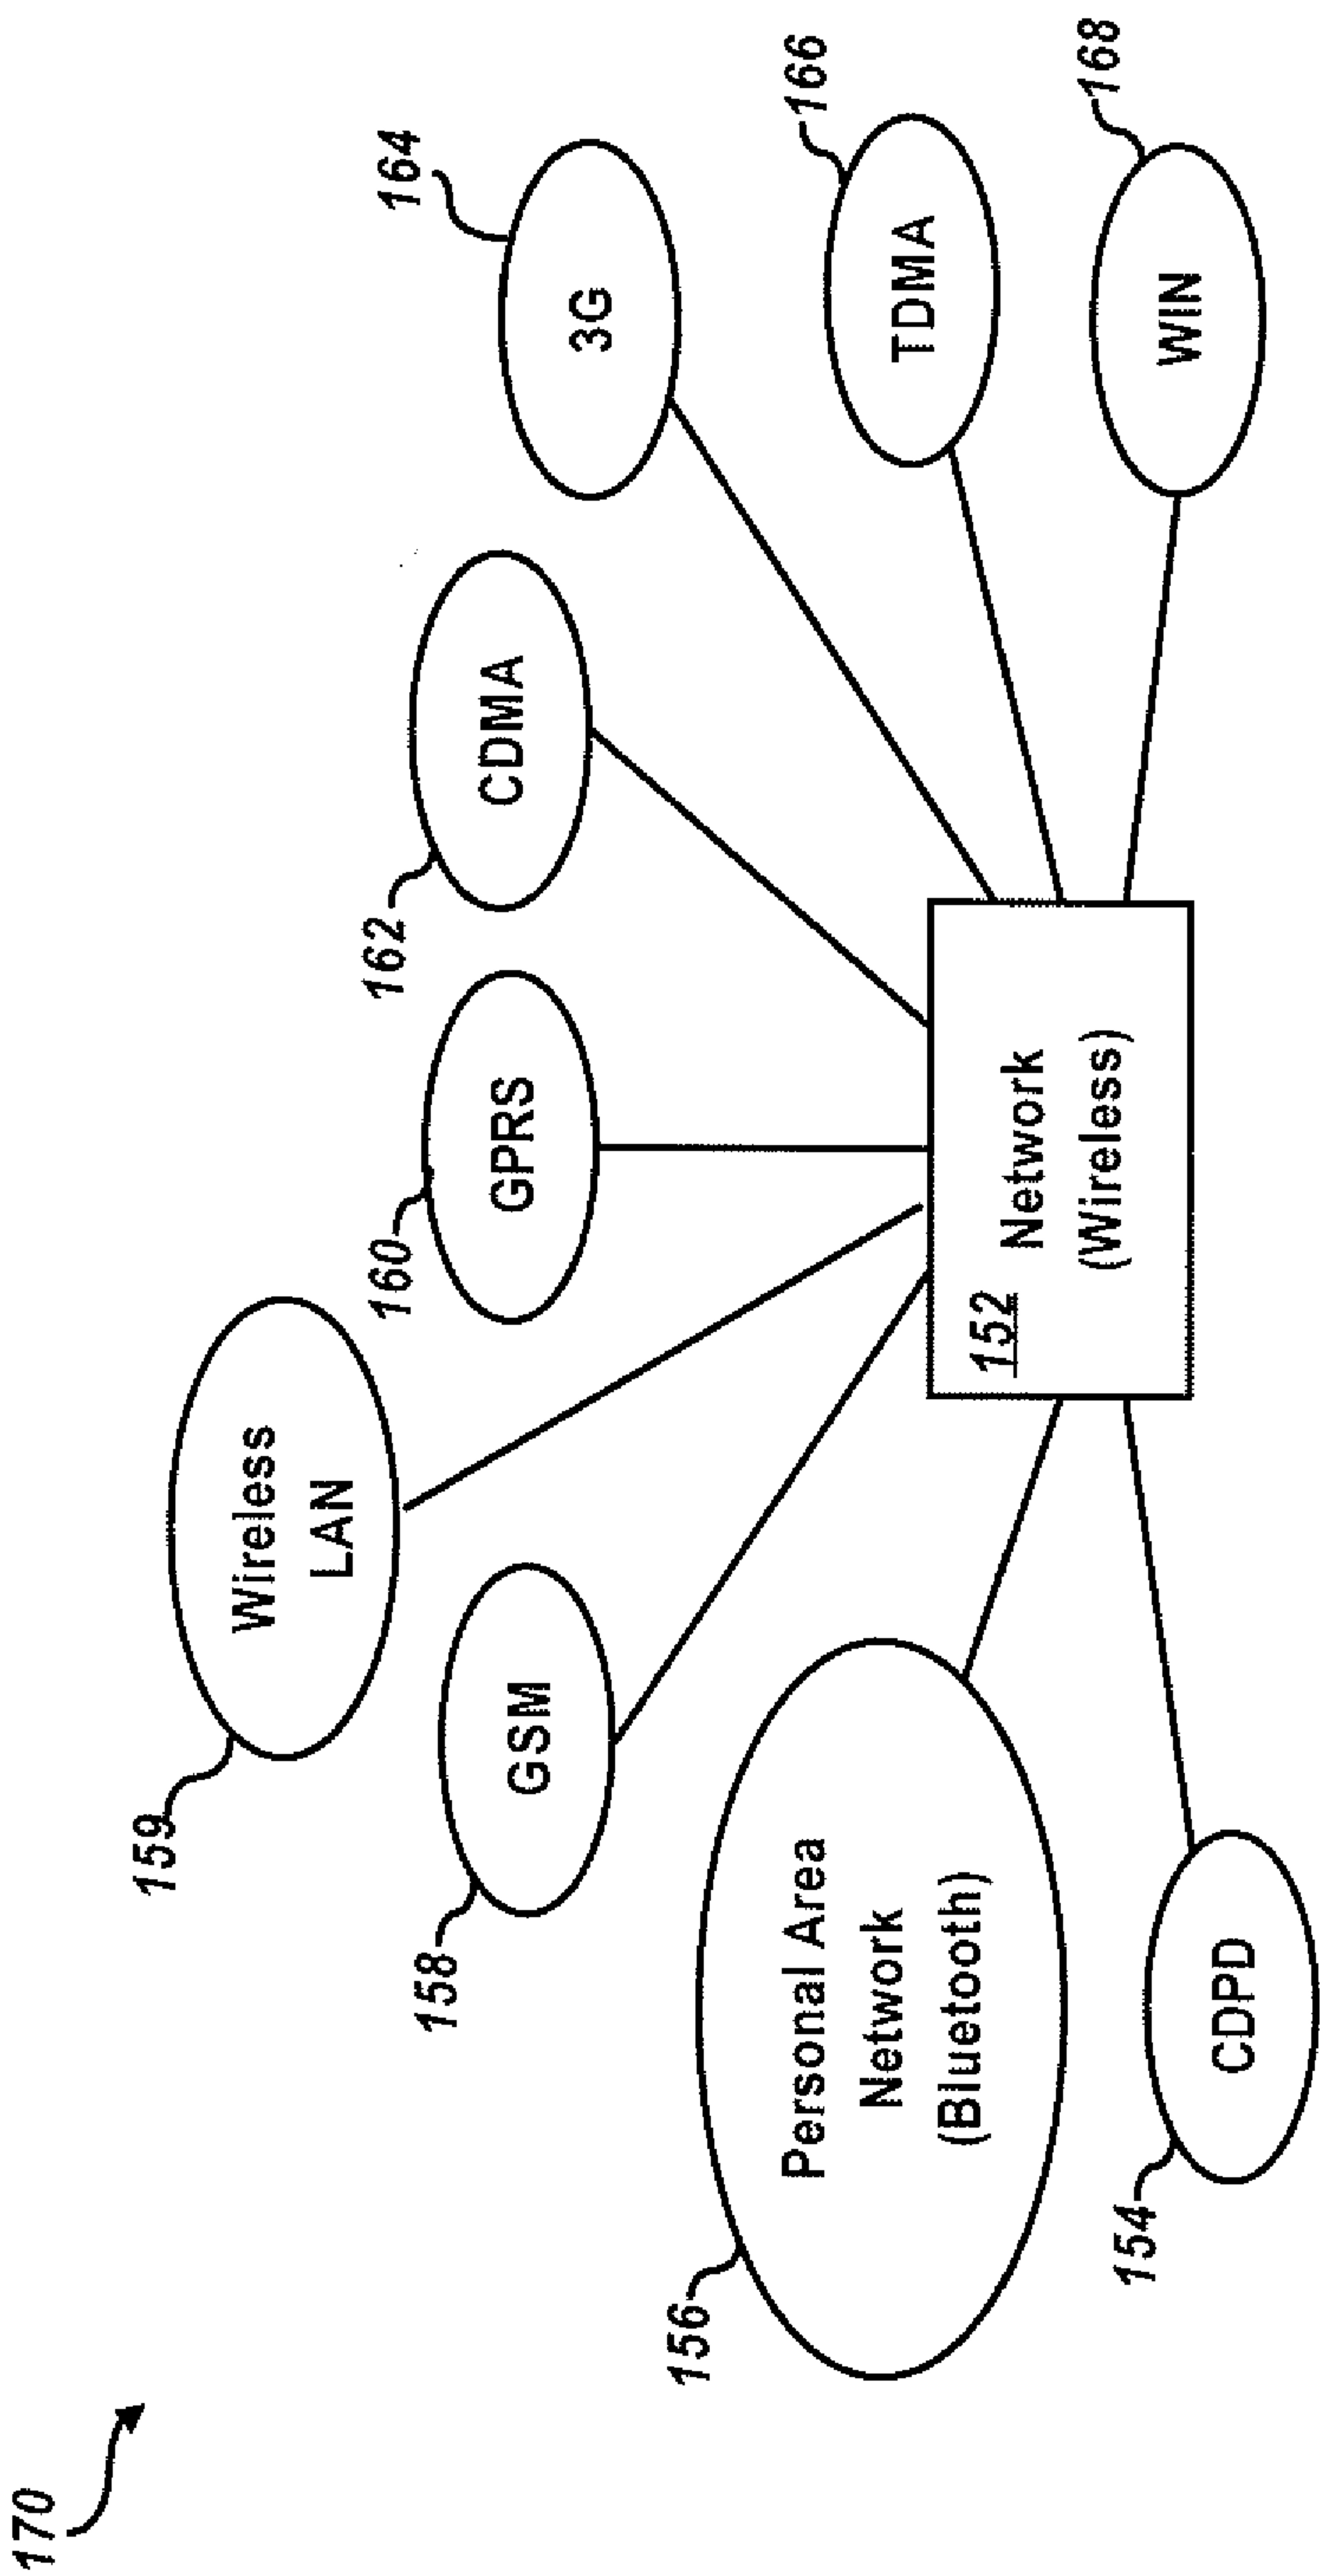 170
159
Wireless
LAN
158
GSM
160
GPRS
162
CDMA
164
3G
156
Personal Area
Network
(Bluetooth)
166
TDMA
154
CDPD
152
Network
(Wireless)
168
WIN